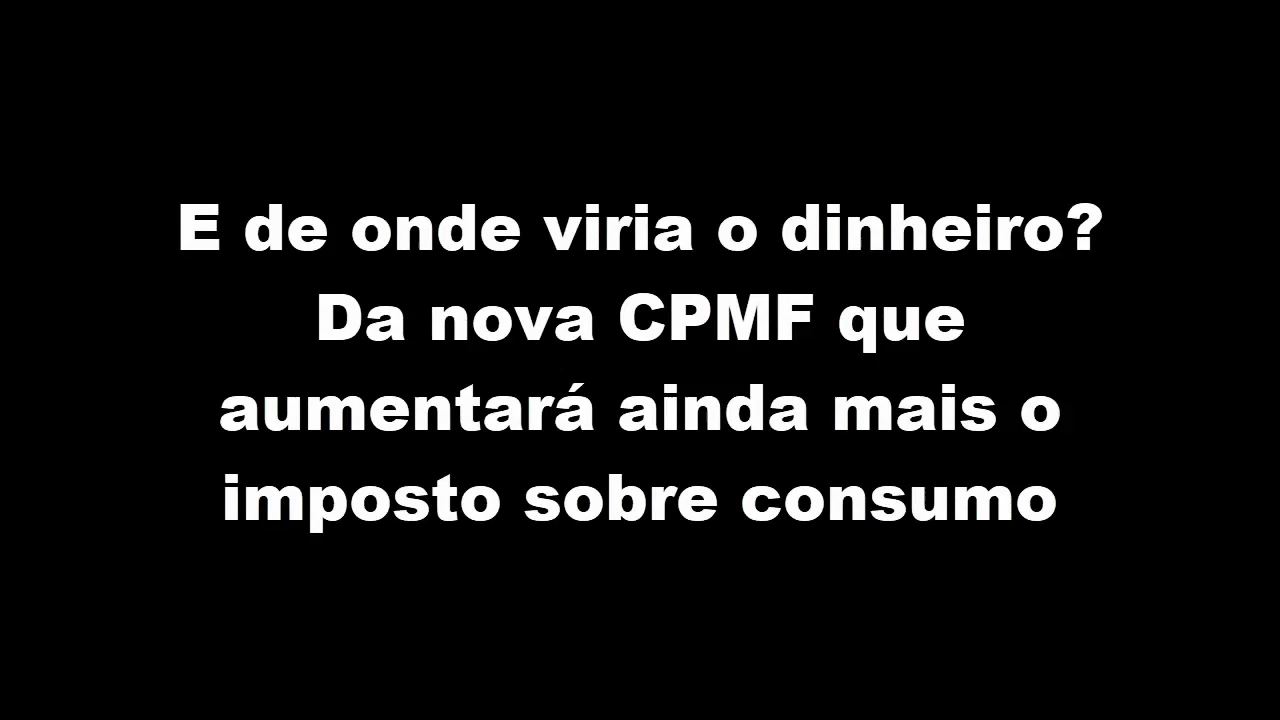 E de onde viria o dinheiro?
Da nova CPMF que
aumentará ainda mais o
imposto sobre consumo